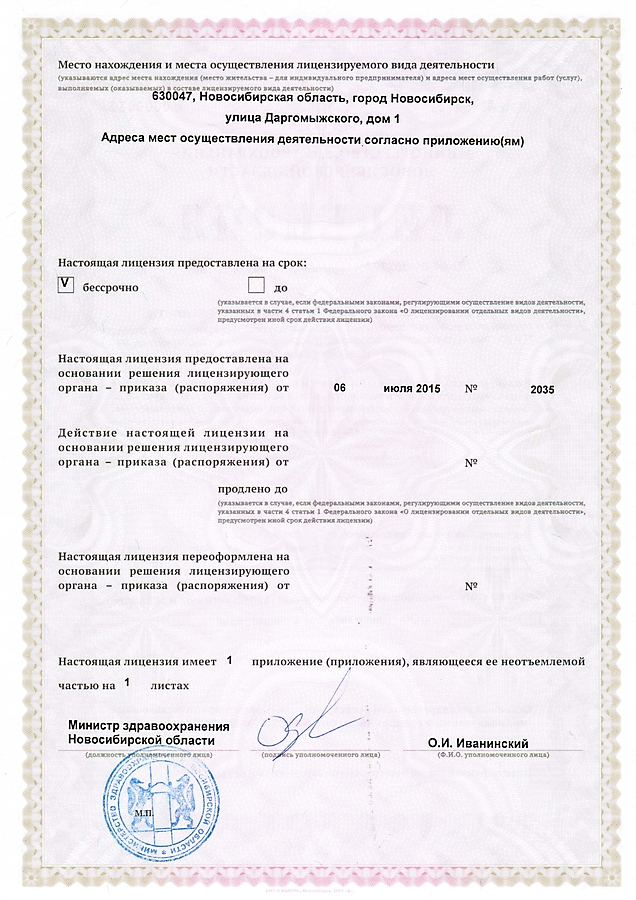 Место нахождения и места осуществления лицензируемого вида деятельности
(указываются адрес места нахождения (место жительства – для индивидуального предпринимателя) и адреса мест осуществления работ (услуг),
выполняемых (оказываемых) в составе лицензируемого вида деятельности)
630047, Новосибирская область, город Новосибирск,
улица Даргомыжского, дом 1
Адреса мест осуществления деятельности согласно приложению(ям)
Настоящая лицензия предоставлена на срок:
V бессрочно до
(указывается в случае, если федеральными законами, регулирующими осуществление видов деятельности,
указанных в части 4 статьи 1 Федерального закона «О лицензировании отдельных видов деятельности»,
предусмотрен иной срок действия лицензии)
Настоящая лицензия предоставлена на
основании решения лицензирующего
органа – приказа (распоряжения) от 06 июля 2015 № 2035
Действие настоящей лицензии на
основании решения лицензирующего
органа – приказа (распоряжения) от №
продлено до
(указывается в случае, если федеральными законами, регулирующими осуществление видов деятельности,
указанных в части 4 статьи 1 Федерального закона «О лицензировании отдельных видов деятельности»,
предусмотрен иной срок действия лицензии)
Настоящая лицензия переоформлена на
основании решения лицензирующего
органа – приказа (распоряжения) от №
Настоящая лицензия имеет 1 приложение (приложения), являющееся ее неотъемлемой
частью на 1 листах
Министр здравоохранения
Новосибирской области О.И. Иванинский
(должность уполномоченного лица) (подпись уполномоченного лица) (Ф.И.О. уполномоченного лица)
МИНИСТЕРСТВО ЗДРАВООХРАНЕНИЯ НОВОСИБИРСКОЙ ОБЛАСТИ
М.П.